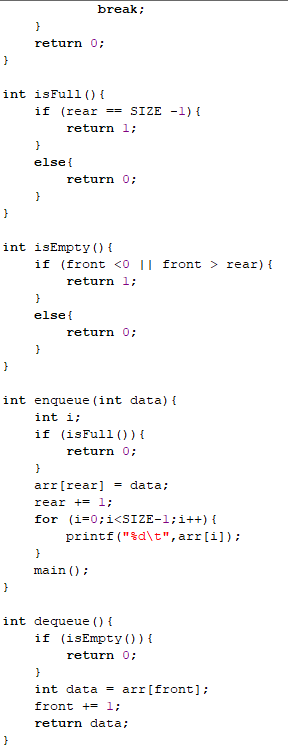 break;
    }
    return 0;
}

int isFull(){
    if (rear == SIZE -1){
        return 1;
    }
    else{
        return 0;
    }
}

int isEmpty(){
    if (front <0 || front > rear){
        return 1;
    }
    else{
        return 0;
    }
}

int enqueue(int data){
    int i;
    if (isFull()){
        return 0;
    }
    arr[rear] = data;
    rear += 1;
    for (i=0;i<SIZE-1;i++){
        printf("%d\t",arr[i]);
    }
    main();
}

int dequeue(){
    if (isEmpty()){
        return 0;
    }
    int data = arr[front];
    front += 1;
    return data;
}